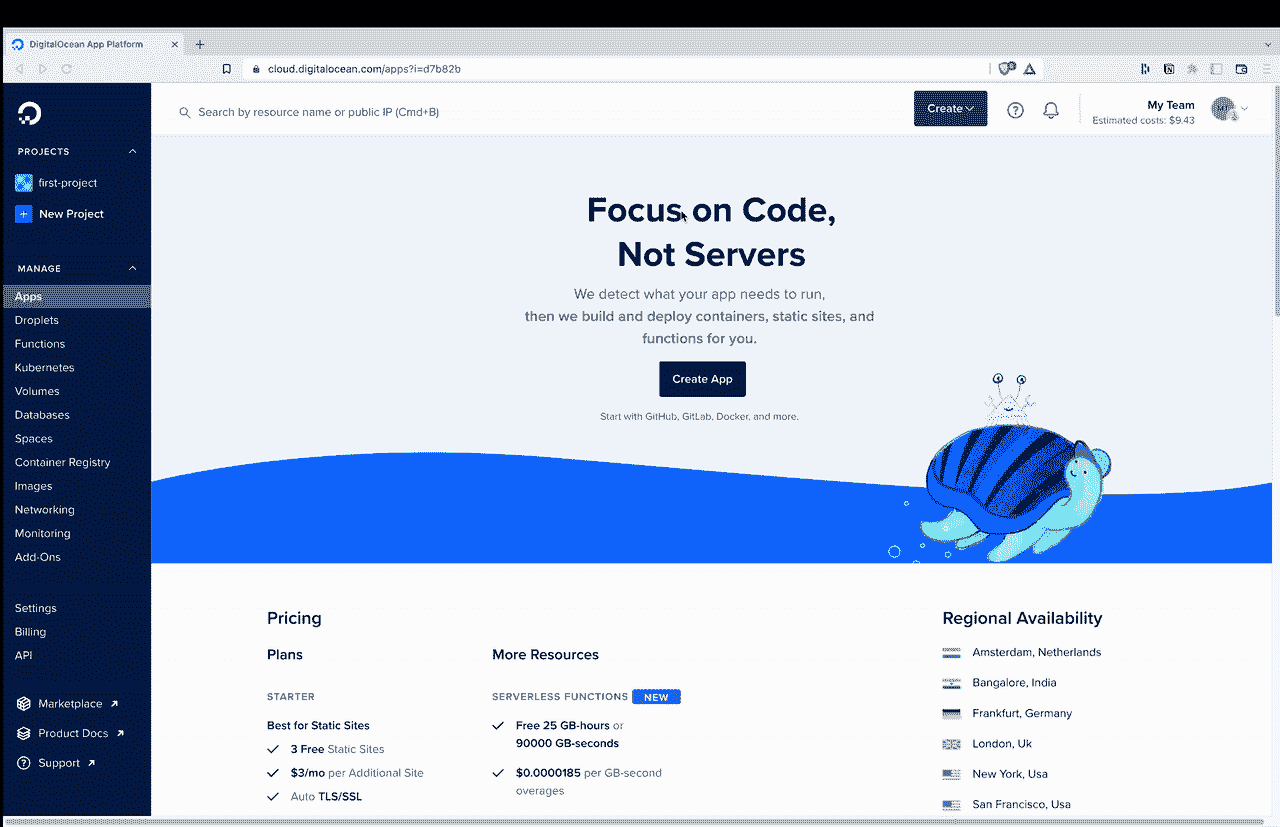 DigitalOcean App Platform
cloud.digitalocean.com/apps?i=d7b82b
Search by resource name or public IP (Cmd+B)
Create
My Team
Estimated costs: $9.43
PROJECTS
first-project
New Project
MANAGE
Apps
Droplets
Functions
Kubernetes
Volumes
Databases
Spaces
Container Registry
Images
Networking
Monitoring
Add-Ons
Settings
Billing
API
Marketplace
Product Docs
Support
Focus on Code,
Not Servers
We detect what your app needs to run,
then we build and deploy containers, static sites, and
functions for you.
Create App
Start with GitHub, GitLab, Docker, and more.
Pricing
Plans
STARTER
Best for Static Sites
3 Free Static Sites
$3/mo per Additional Site
Auto TLS/SSL
More Resources
SERVERLESS FUNCTIONS NEW
Free 25 GB-hours or
90000 GB-seconds
$0.0000185 per GB-second
overages
Regional Availability
Amsterdam, Netherlands
Bangalore, India
Frankfurt, Germany
London, Uk
New York, Usa
San Francisco, Usa